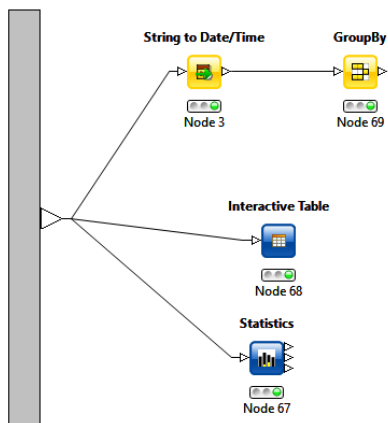 String to Date/Time
Node 3
GroupBy
Node 69
Interactive Table
Node 68
Statistics
Node 67